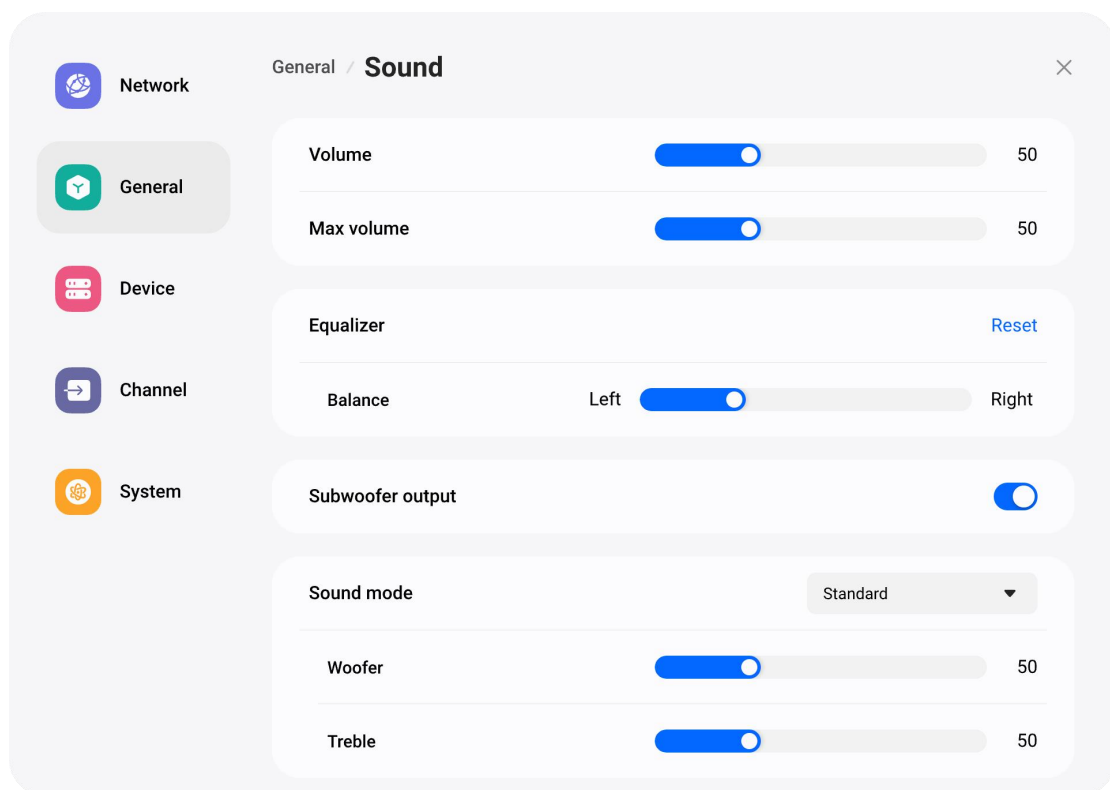 Network
General
Device
Channel
System
General / Sound
Volume 50
Max volume 50
Equalizer Reset
Balance Left Right
Subwoofer output
Sound mode Standard
Woofer 50
Treble 50